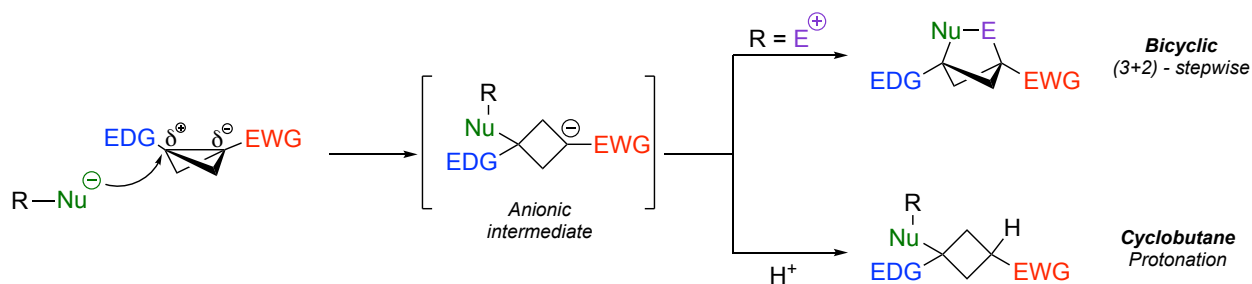 EDG δ⊕ δ⊖ EWG
R—Nu⊖
R
Nu
⊖
EDG
EWG
Anionic
intermediate
R = E⊕
H+
Nu—E
EDG
EWG
Bicyclic
(3+2) - stepwise
R
Nu
H
EDG
EWG
Cyclobutane
Protonation